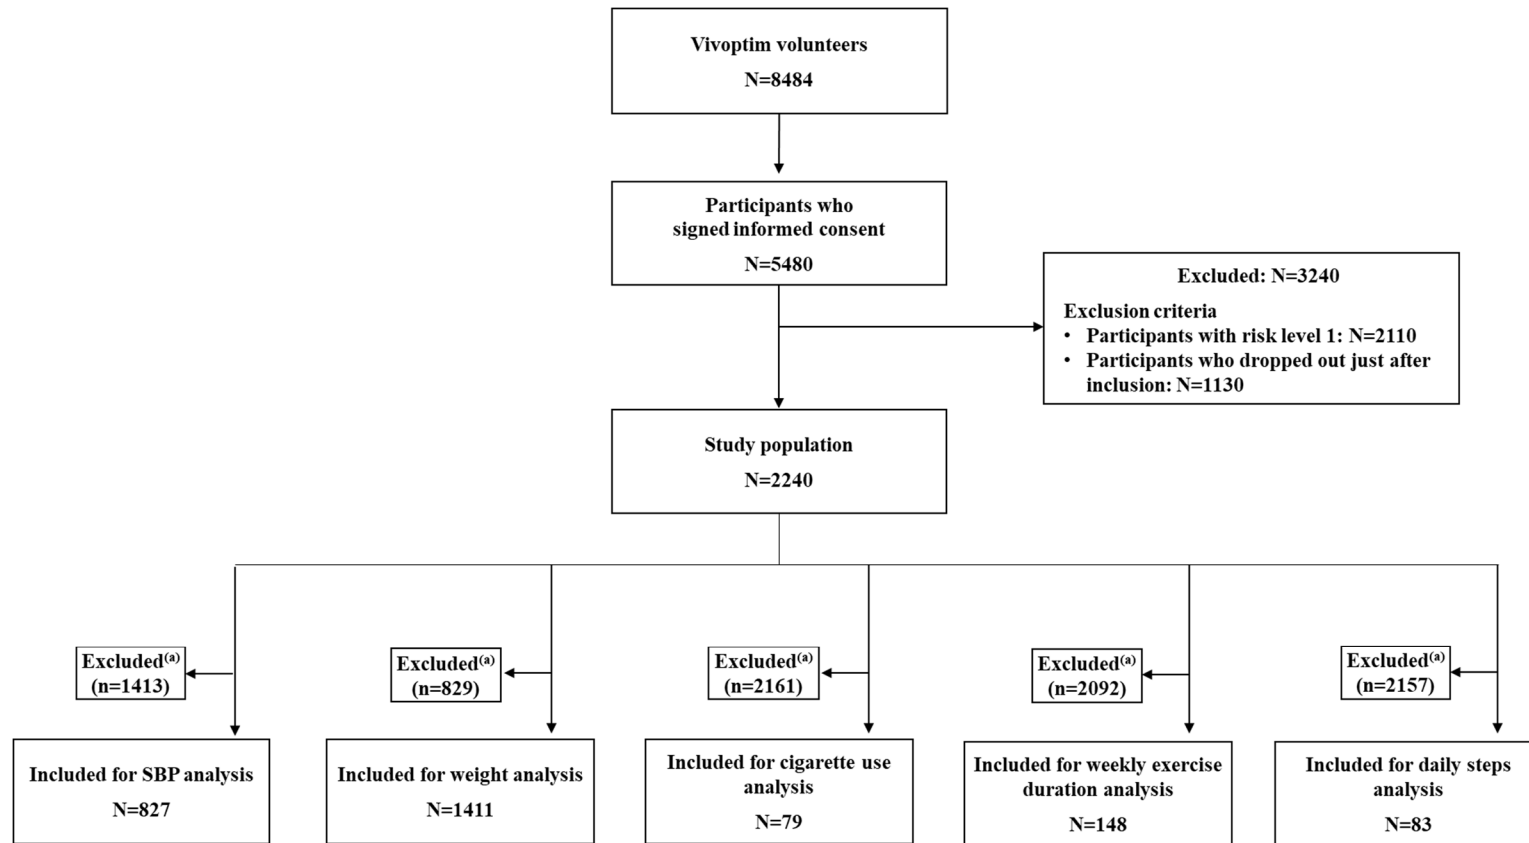 Vivoptim volunteers
N=8484
Participants who
signed informed consent
N=5480
Excluded: N=3240
Exclusion criteria
• Participants with risk level 1: N=2110
• Participants who dropped out just after
inclusion: N=1130
Study population
N=2240
Excluded(a)
(n=1413)
Excluded(a)
(n=829)
Excluded(a)
(n=2161)
Excluded(a)
(n=2092)
Excluded(a)
(n=2157)
Included for SBP analysis
N=827
Included for weight analysis
N=1411
Included for cigarette use
analysis
N=79
Included for weekly exercise
duration analysis
N=148
Included for daily steps
analysis
N=83